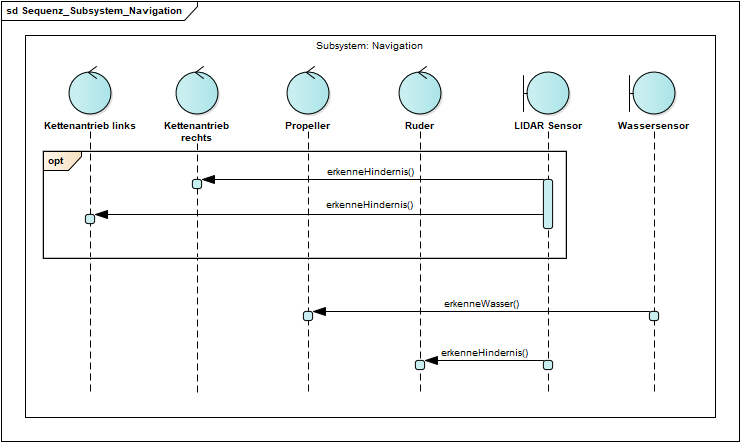 sd Sequenz_Subsystem_Navigation
Subsystem: Navigation
Kettenantrieb links
Kettenantrieb
rechts
Propeller
Ruder
LIDAR Sensor
Wassersensor
opt
erkenneHindernis()
erkenneHindernis()
erkenneWasser()
erkenneHindernis()